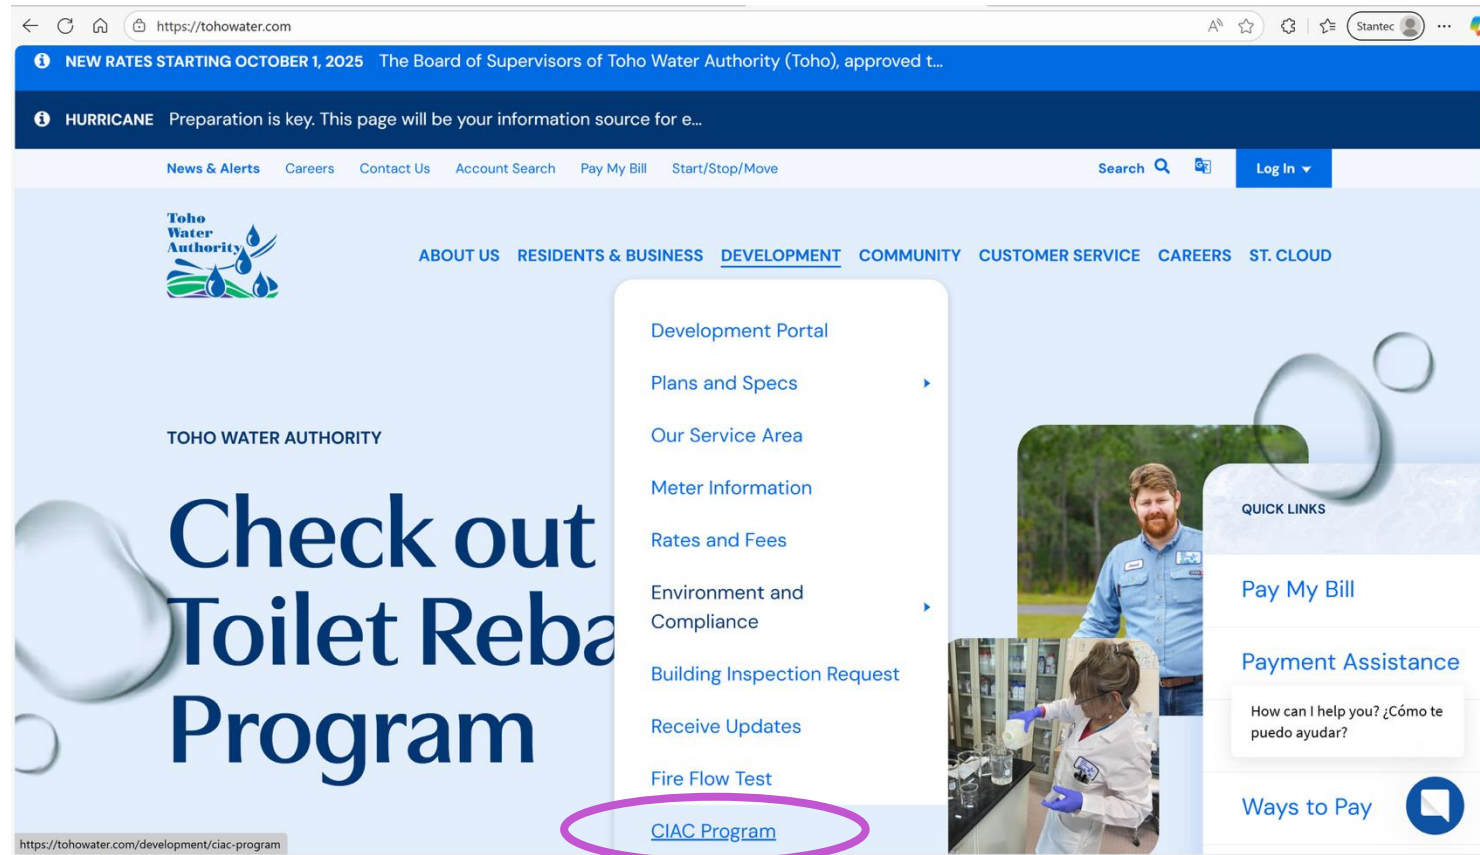 https://tohowater.com
Stantec
NEW RATES STARTING OCTOBER 1, 2025 The Board of Supervisors of Toho Water Authority (Toho), approved t...
HURRICANE Preparation is key. This page will be your information source for e...
News & Alerts Careers Contact Us Account Search Pay My Bill Start/Stop/Move Search Log In
Toho
Water
Authority
ABOUT US RESIDENTS & BUSINESS DEVELOPMENT COMMUNITY CUSTOMER SERVICE CAREERS ST. CLOUD
Development Portal
Plans and Specs
Our Service Area
Meter Information
Rates and Fees
Environment and
Compliance
Building Inspection Request
Receive Updates
Fire Flow Test
CIAC Program
TOHO WATER AUTHORITY
Check out
Toilet Reba
Program
QUICK LINKS
Pay My Bill
Payment Assistance
How can I help you? ¿Cómo te
puedo ayudar?
Ways to Pay
https://tohowater.com/development/ciac-program